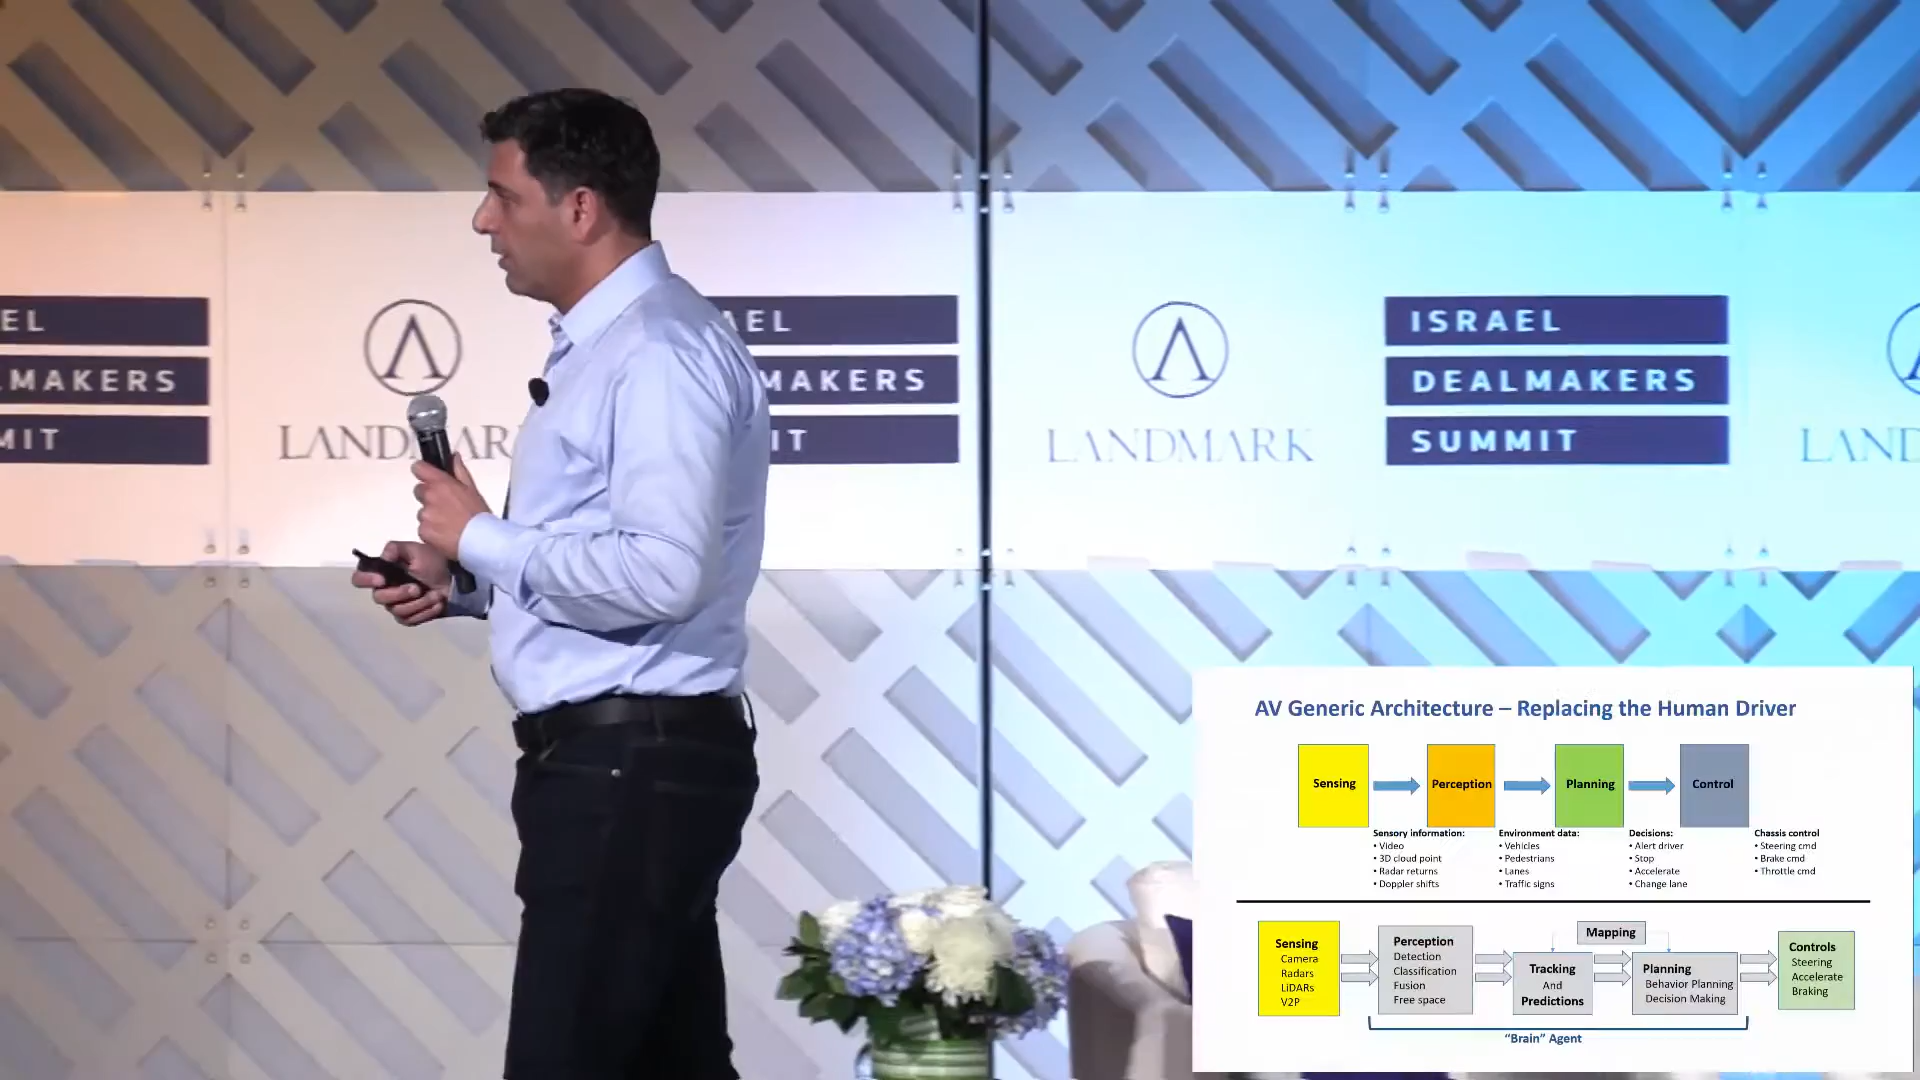 EL
LMAKERS
MIT
LANDMARK
AEL
MAKERS
IT
LANDMARK
ISRAEL
DEALMAKERS
SUMMIT
LAND
AV Generic Architecture – Replacing the Human Driver
Sensing
Perception
Planning
Control
Sensory information:
• Video
• 3D cloud point
• Radar returns
• Doppler shifts
Environment data:
• Vehicles
• Pedestrians
• Lanes
• Traffic signs
Decisions:
• Alert driver
• Stop
• Accelerate
• Change lane
Chassis control
• Steering cmd
• Brake cmd
• Throttle cmd
Sensing
Camera
Radars
LiDARs
V2P
Perception
Detection
Classification
Fusion
Free space
Mapping
Tracking
And
Predictions
Planning
Behavior Planning
Decision Making
Controls
Steering
Accelerate
Braking
"Brain" Agent